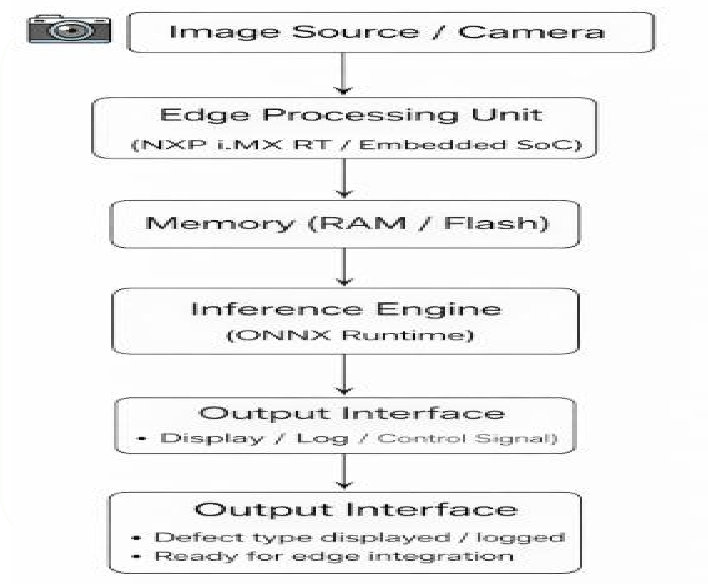 Image Source / Camera
Edge Processing Unit
(NXP i.MX RT / Embedded SoC)
Memory (RAM / Flash)
Inference Engine
(ONNX Runtime)
Output Interface
• Display / Log / Control Signal)
Output Interface
• Defect type displayed / logged
• Ready for edge integration